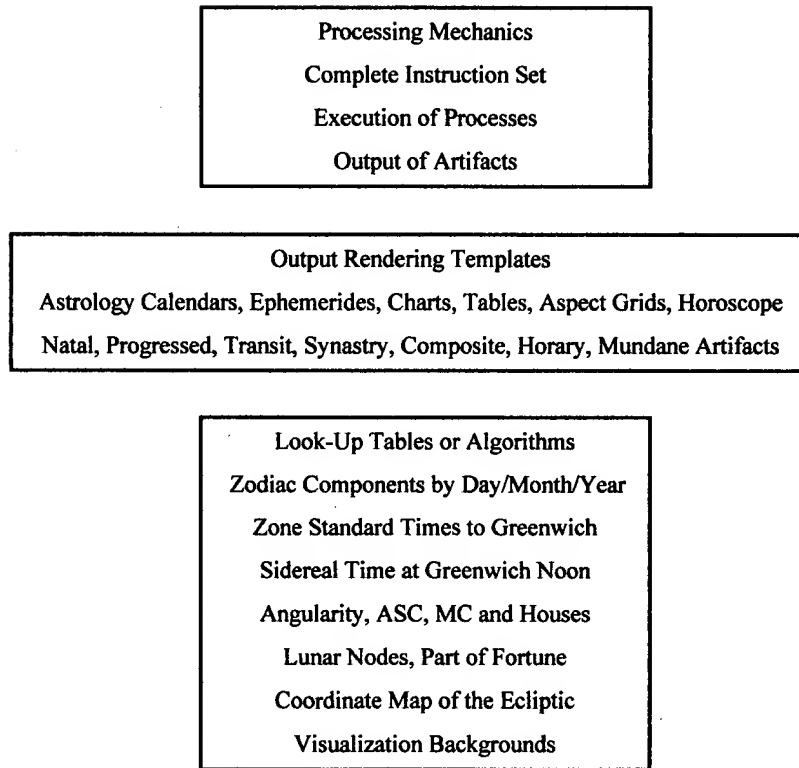 Processing Mechanics
Complete Instruction Set
Execution of Processes
Output of Artifacts
Output Rendering Templates
Astrology Calendars, Ephemerides, Charts, Tables, Aspect Grids, Horoscope
Natal, Progressed, Transit, Synastry, Composite, Horary, Mundane Artifacts
Look-Up Tables or Algorithms
Zodiac Components by Day/Month/Year
Zone Standard Times to Greenwich
Sidereal Time at Greenwich Noon
Angularity, ASC, MC and Houses
Lunar Nodes, Part of Fortune
Coordinate Map of the Ecliptic
Visualization Backgrounds